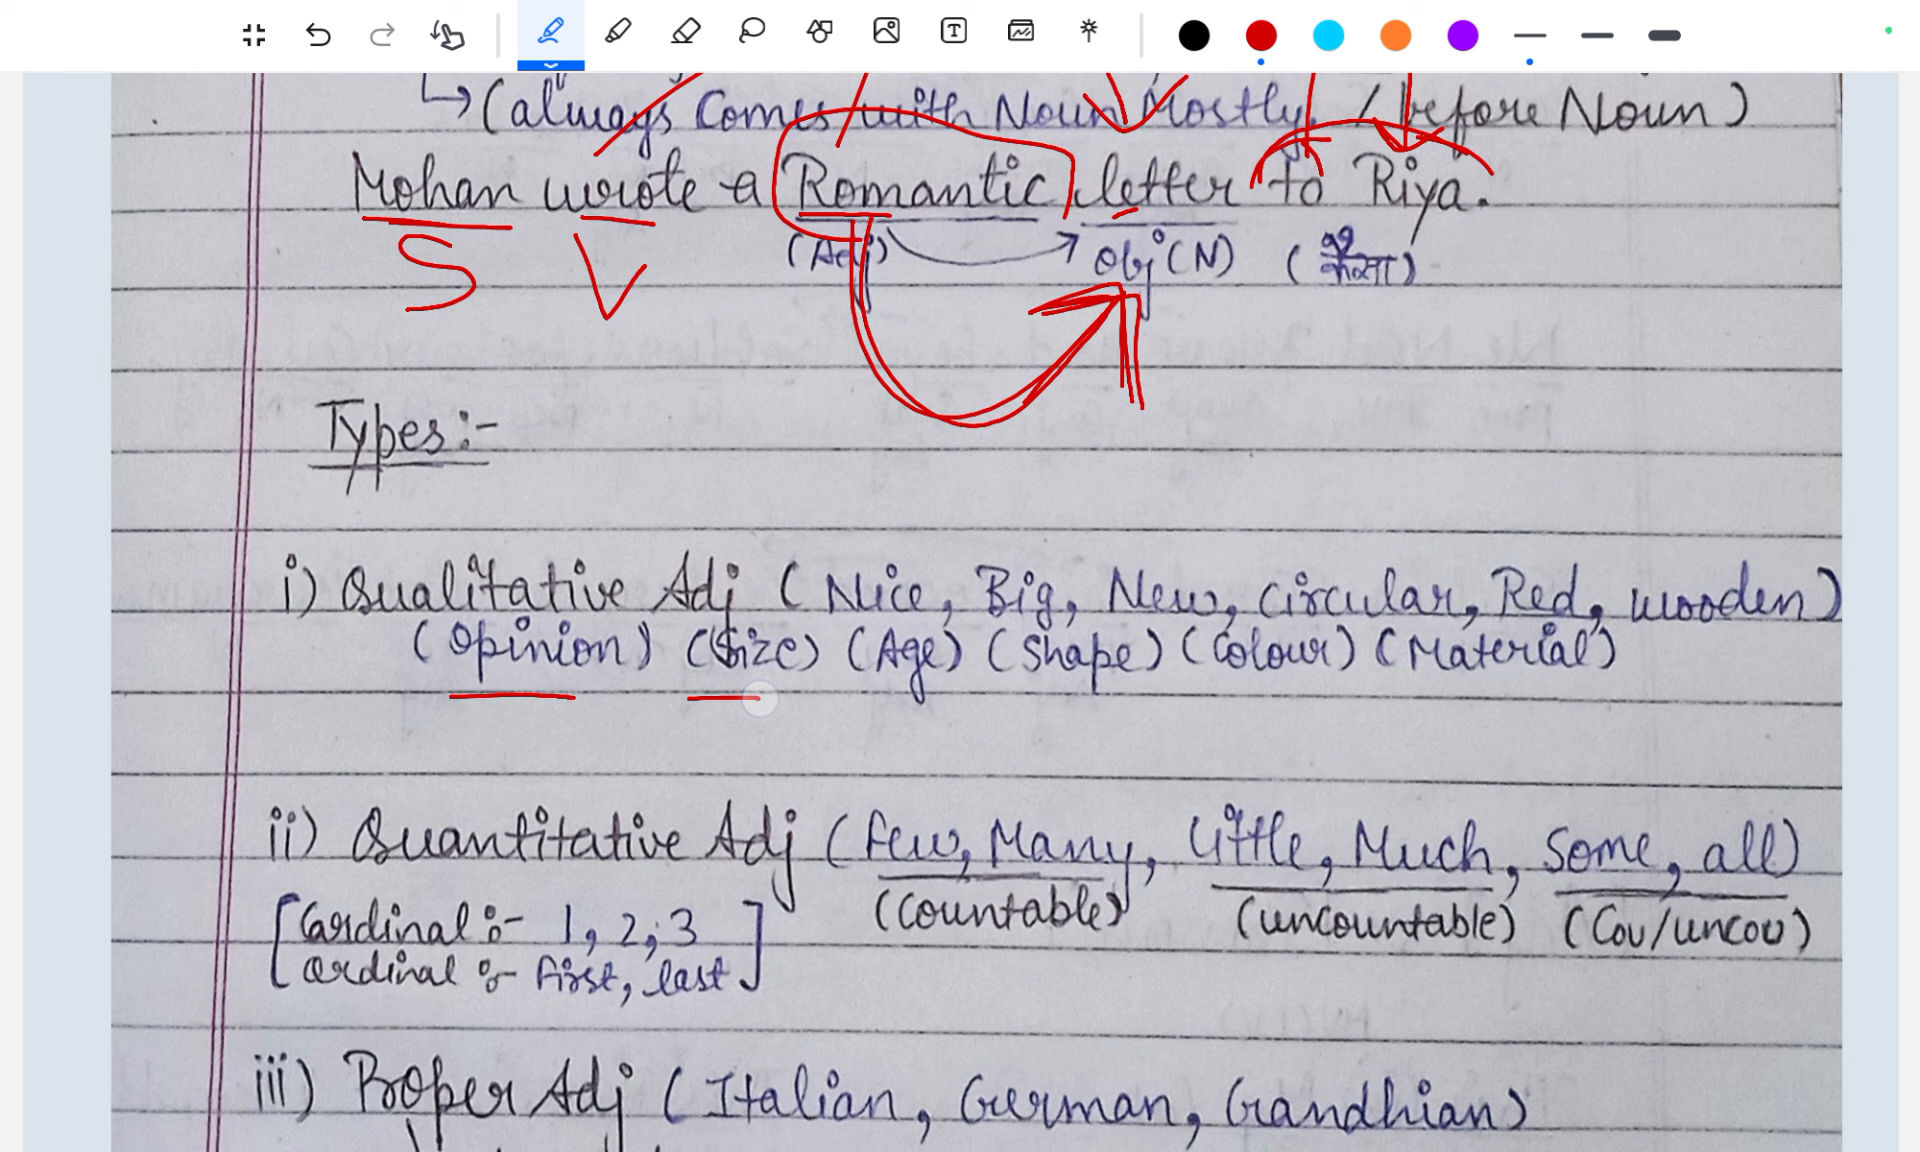 ↳ (always Comes with Noun Mostly / before Noun)
Mohan wrote a Romantic letter to Riya.
S V (Adj) Obj (N)
Types:-
i) Qualitative Adj ( Nice, Big, New, Circular, Red, wooden)
(Opinion) (Size) (Age) (Shape) (Colour) (Material)
ii) Quantitative Adj (few, Many, little, Much, Some, all)
(Countable) (uncountable) (Cou/uncou)
[Cardinal :- 1, 2, 3
Ordinal :- first, last]
iii) Proper Adj ( Italian, German, Gandhian)